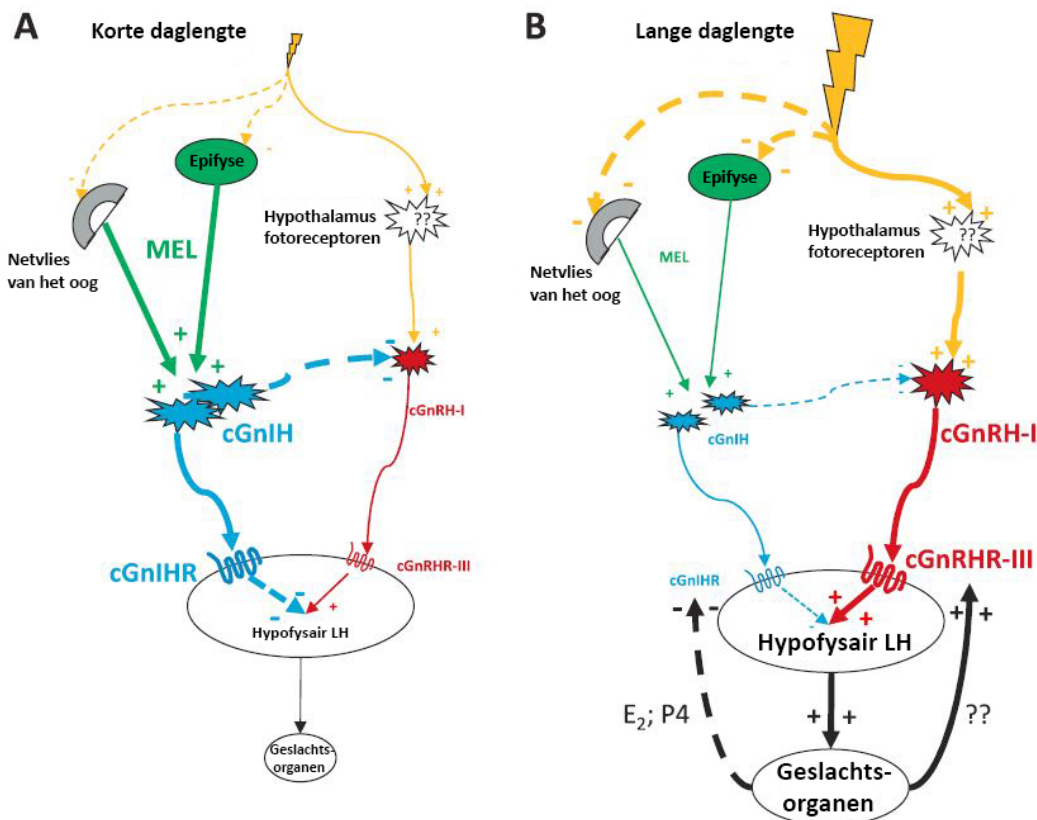 A
Korte daglengte
Epifyse
Netvlies
van het oog
MEL
Hypothalamus
fotoreceptoren
??
- - + + + + + + - - +
cGnIH
cGnRH-I
cGnIHR
cGnRHR-III
- - +
Hypofysair LH
Geslachts-
organen
B
Lange daglengte
Epifyse
Netvlies
van het oog
MEL
Hypothalamus
fotoreceptoren
??
- - - - + + + + + + - -
cGnIH
cGnRH-I
cGnIHR
cGnRHR-III
- - - + + + +
Hypofysair LH
E2; P4
+ +
??
Geslachts-
organen